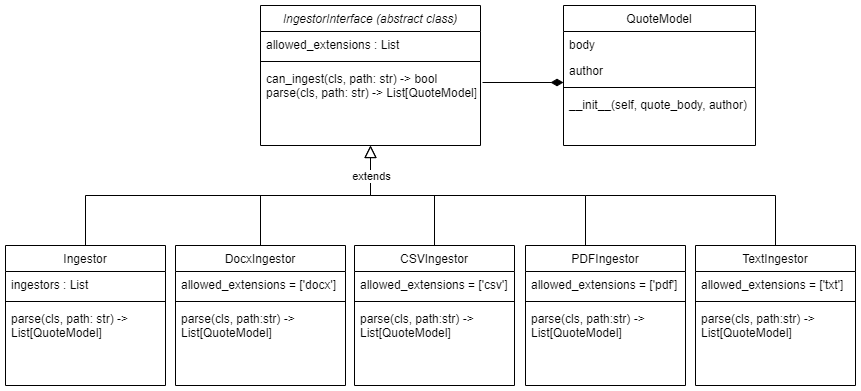 IngestorInterface (abstract class)
allowed_extensions : List
can_ingest(cls, path: str) -> bool
parse(cls, path: str) -> List[QuoteModel]
QuoteModel
body
author
__init__(self, quote_body, author)
extends
Ingestor
ingestors : List
parse(cls, path: str) ->
List[QuoteModel]
DocxIngestor
allowed_extensions = ['docx']
parse(cls, path:str) ->
List[QuoteModel]
CSVIngestor
allowed_extensions = ['csv']
parse(cls, path:str) ->
List[QuoteModel]
PDFIngestor
allowed_extensions = ['pdf']
parse(cls, path:str) ->
List[QuoteModel]
TextIngestor
allowed_extensions = ['txt']
parse(cls, path:str) ->
List[QuoteModel]